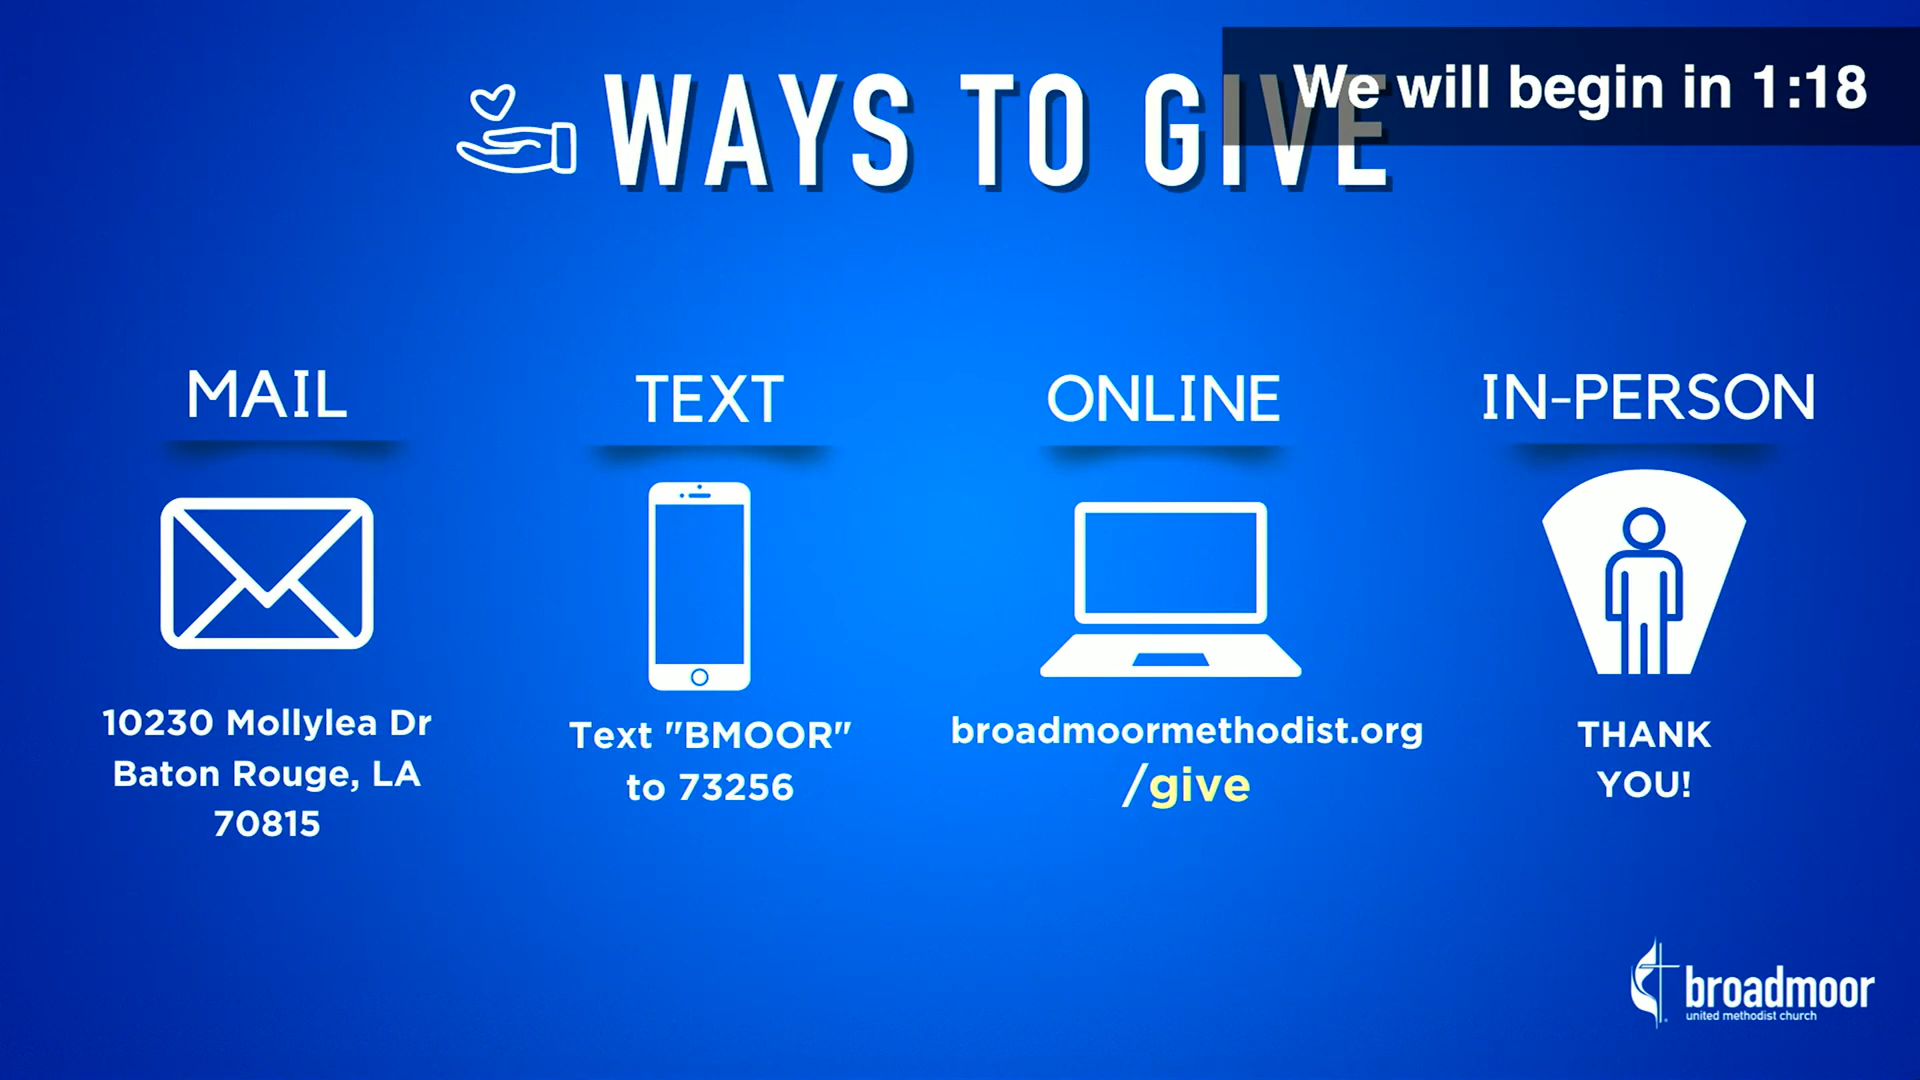 We will begin in 1:18
WAYS TO GIVE
MAIL
TEXT
ONLINE
IN-PERSON
10230 Mollylea Dr
Baton Rouge, LA
70815
Text "BMOOR"
to 73256
broadmoormethodist.org
/give
THANK
YOU!
broadmoor
united methodist church